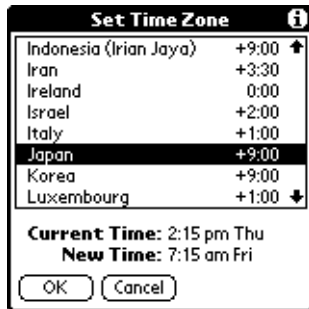 Set Time Zone i
Indonesia (Irian Jaya) +9:00
Iran +3:30
Ireland 0:00
Israel +2:00
Italy +1:00
Japan +9:00
Korea +9:00
Luxembourg +1:00
Current Time: 2:15 pm Thu
New Time: 7:15 am Fri
OK Cancel